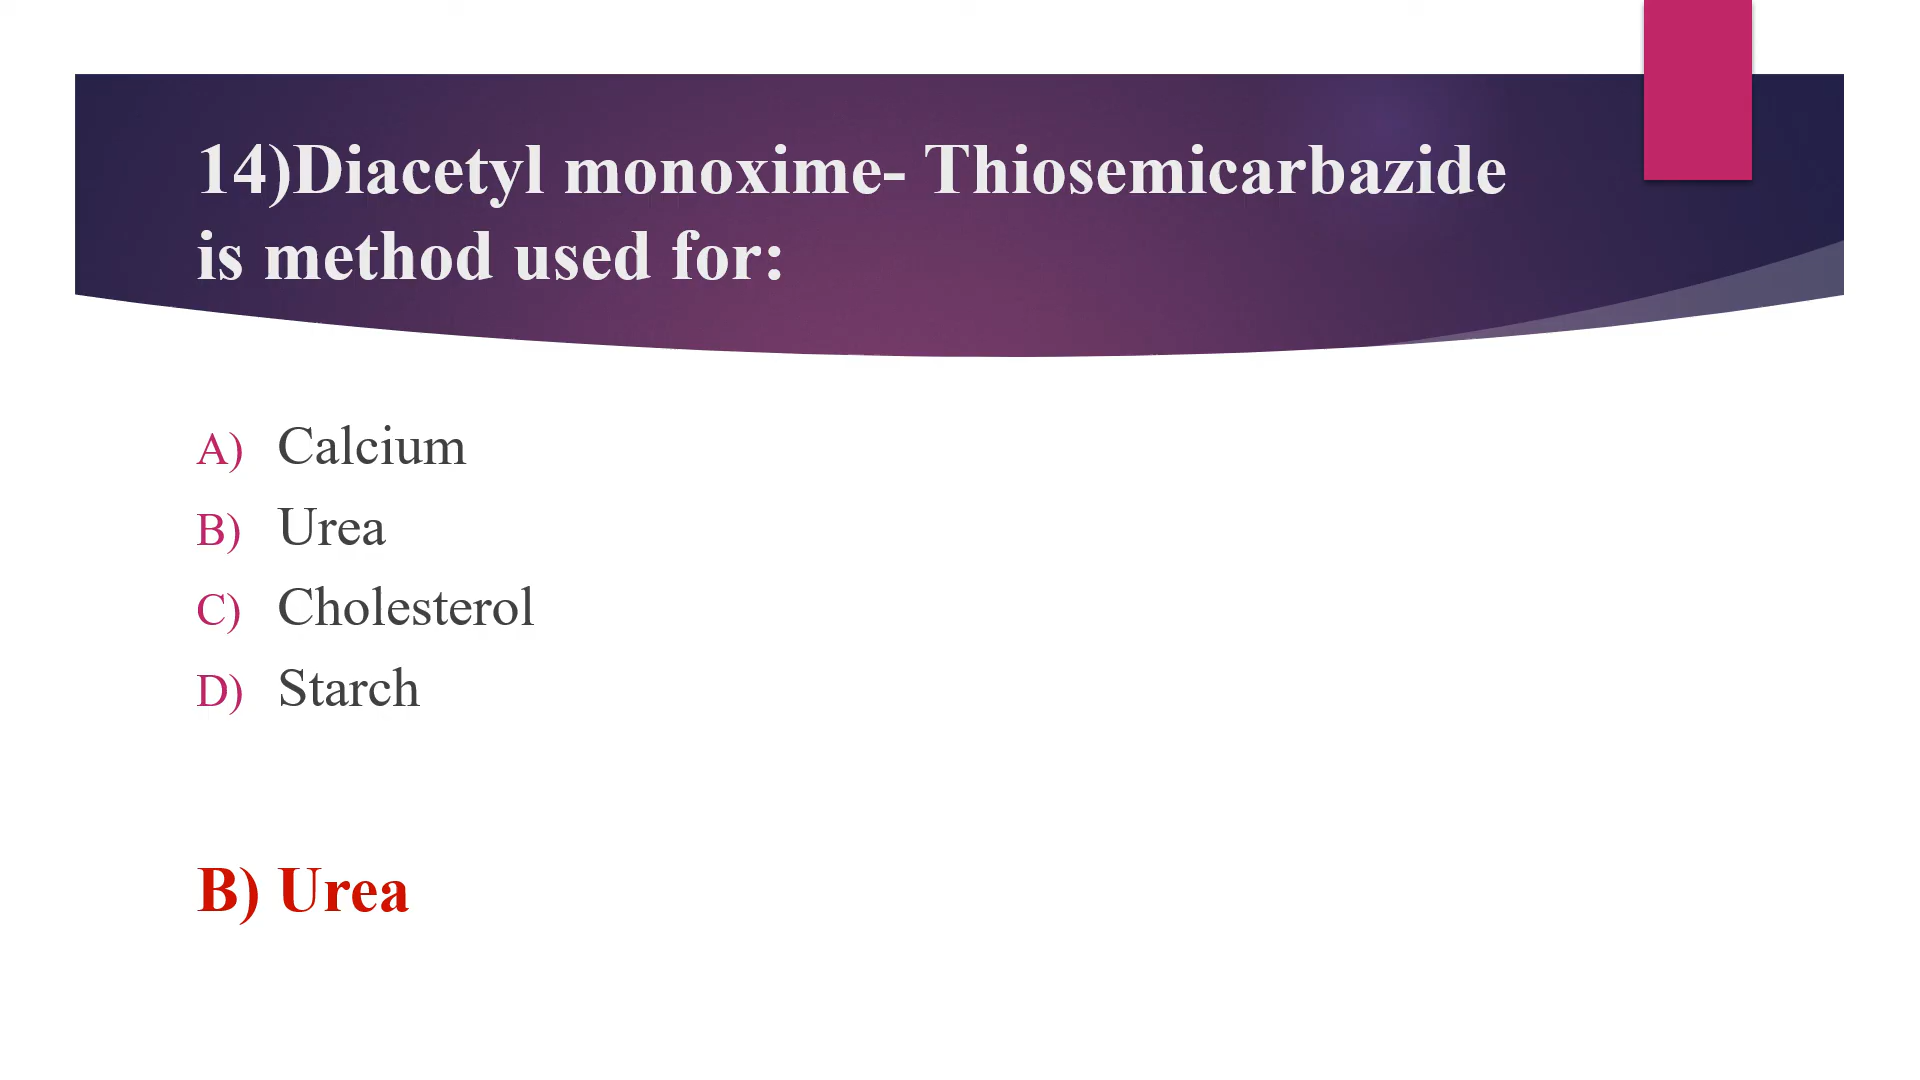 14)Diacetyl monoxime- Thiosemicarbazide
is method used for:
A) Calcium
B) Urea
C) Cholesterol
D) Starch
B) Urea